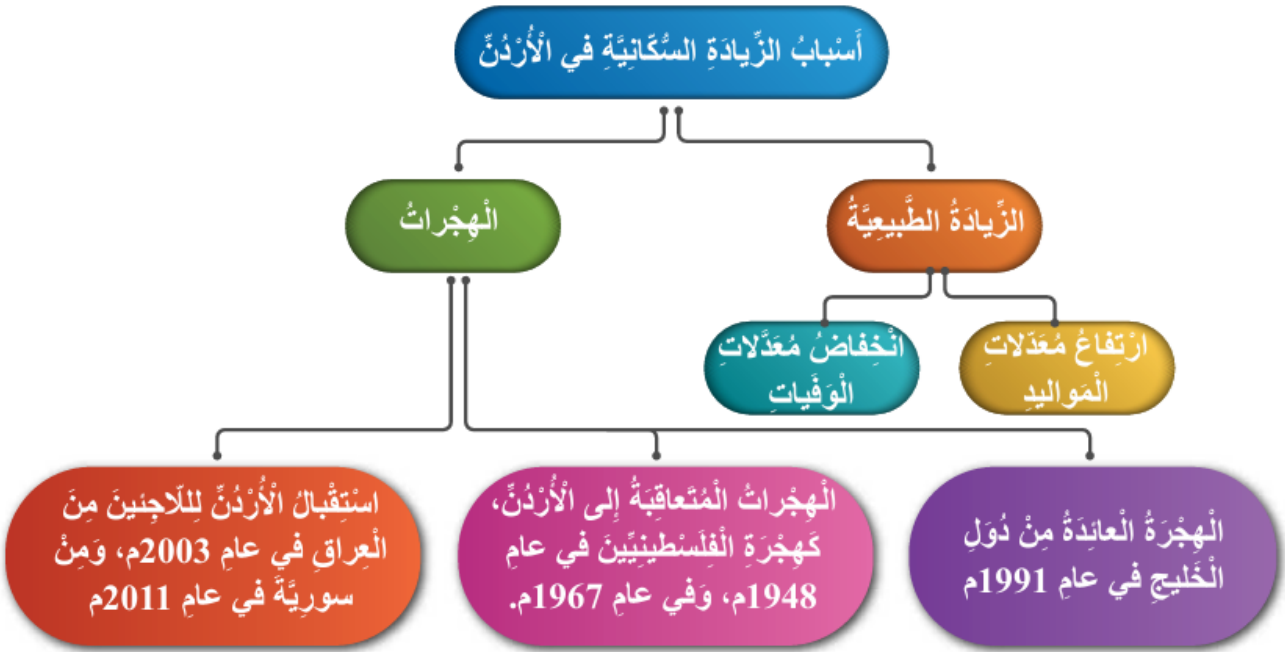 أَسْبابُ الزِّيادَةِ السُّكّانِيَّةِ في الْأُرْدُنِّ
الزِّيادَةُ الطَّبيعِيَّةُ
الْهِجْراتُ
ارْتِفاعُ مُعَدّلاتِ
الْمَواليدِ
انْخِفاضُ مُعَدَّلاتِ
الْوَفَياتِ
الْهِجْرَةُ الْعائِدَةُ مِنْ دُوَلِ
الْخَليجِ في عامِ 1991م
الْهِجْراتُ الْمُتَعاقِبَةُ إِلى الْأُرْدُنِّ،
كَهِجْرَةِ الْفِلَسْطينِيّينَ في عامِ
1948م، وَفي عامِ 1967م.
اسْتِقْبالُ الْأُرْدُنِّ لِلّاجِئينَ مِنَ
الْعِراقِ في عامِ 2003م، وَمِنْ
سورِيَّةَ في عامِ 2011م